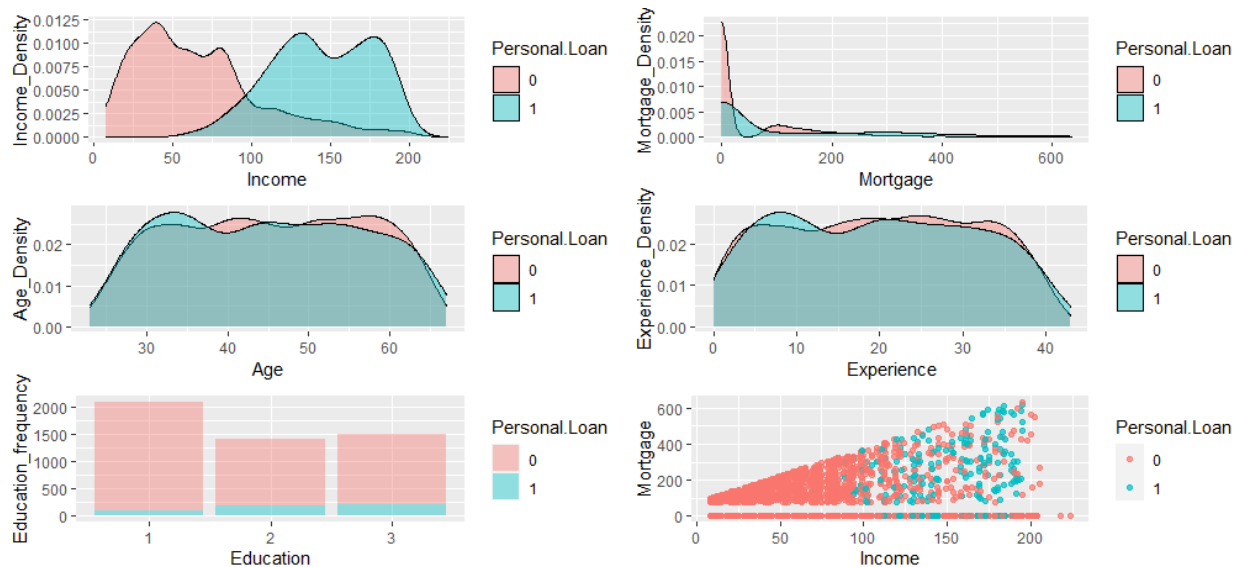 Income_Density
0.0125
0.0100
0.0075
0.0050
0.0025
0.0000
0 50 100 150 200
Income
Personal.Loan
0
1
Mortgage_Density
0.020
0.015
0.010
0.005
0.000
0 200 400 600
Mortgage
Personal.Loan
0
1
Age_Density
0.02
0.01
0.00
30 40 50 60
Age
Personal.Loan
0
1
Experience_Density
0.02
0.01
0.00
0 10 20 30 40
Experience
Personal.Loan
0
1
Education_frequency
2000
1500
1000
500
0
1 2 3
Education
Personal.Loan
0
1
Mortgage
600
400
200
0
0 50 100 150 200
Income
Personal.Loan
0
1